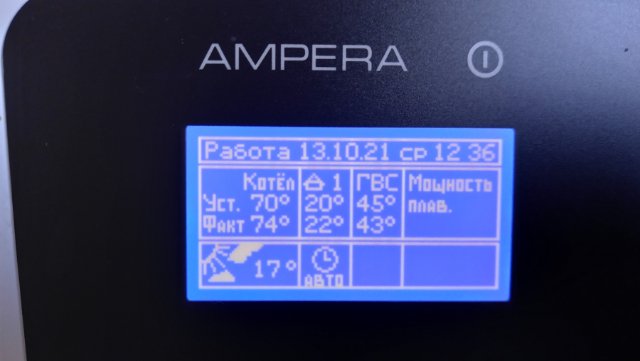 AMPERA
Работа 13.10.21 ср 12 36
Котёл 1 ГВС Мощность
Уст. 70° 20° 45° плав.
Факт 74° 22° 43°
17° АВТО